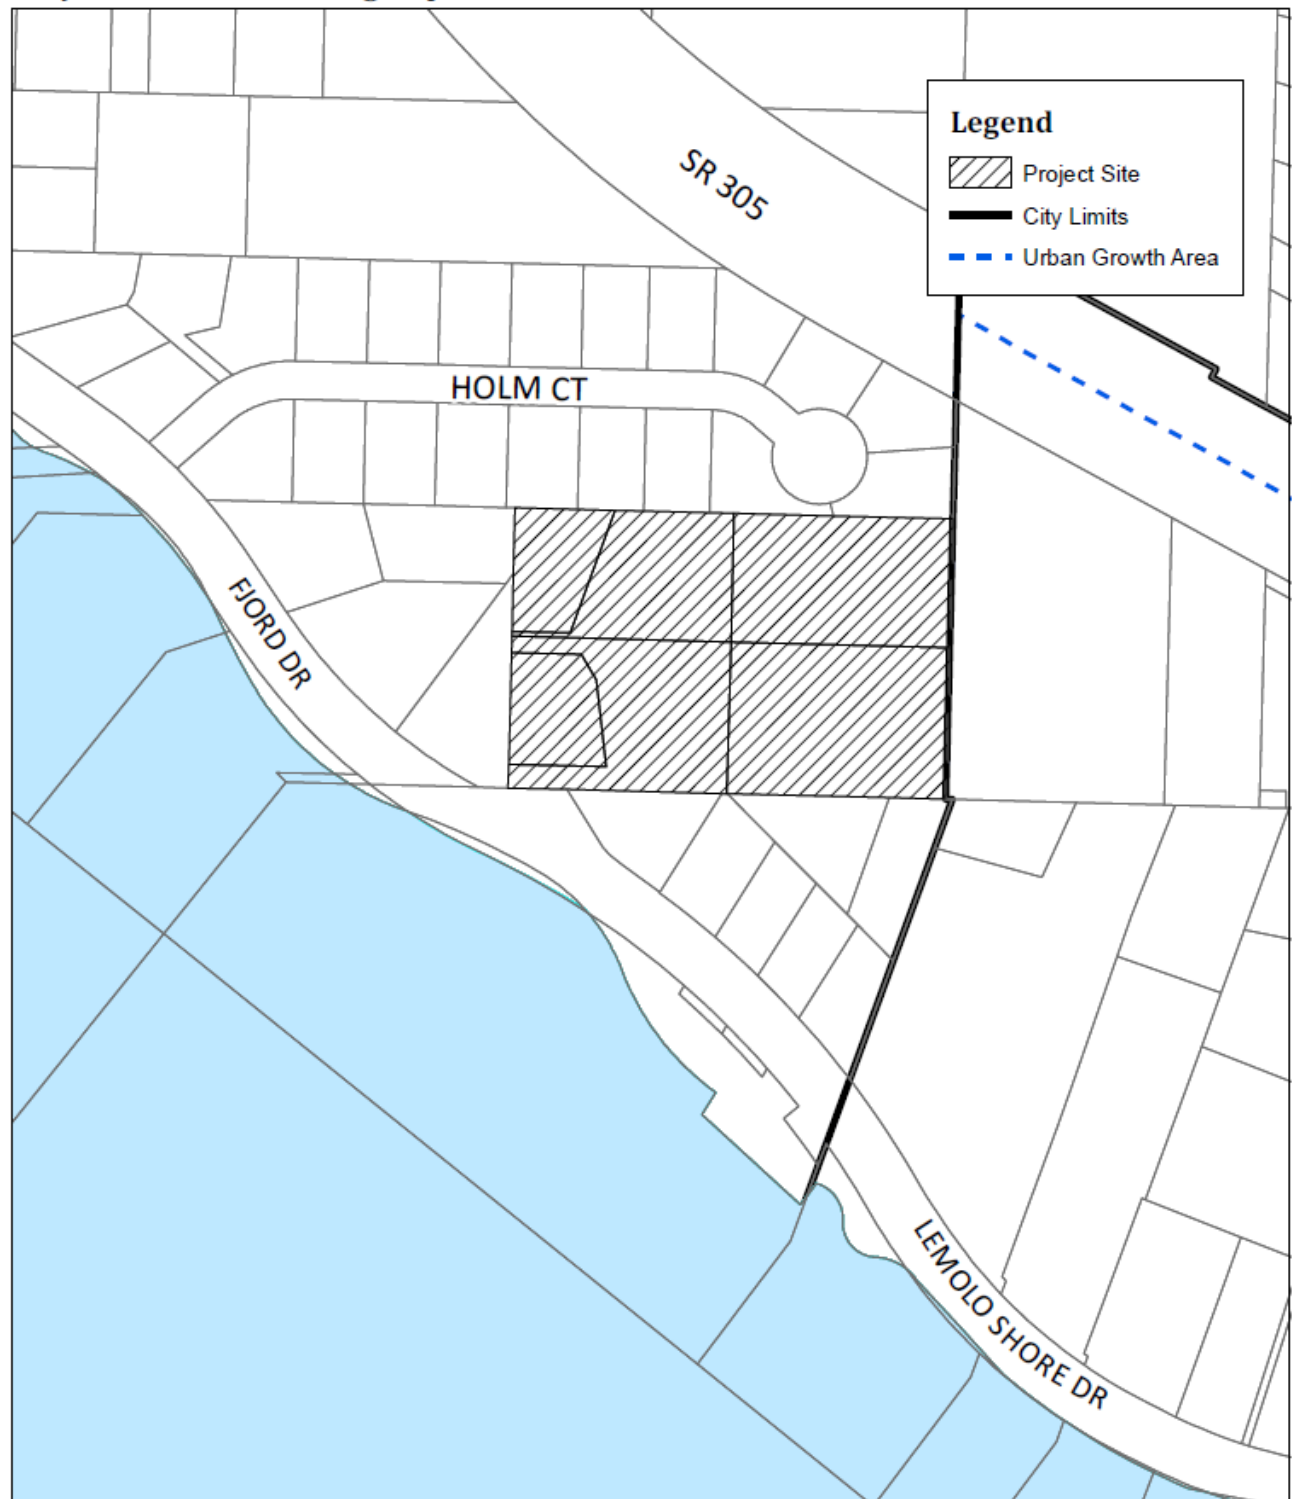 Legend
Project Site
City Limits
Urban Growth Area
SR 305
HOLM CT
FJORD DR
LEMOLO SHORE DR